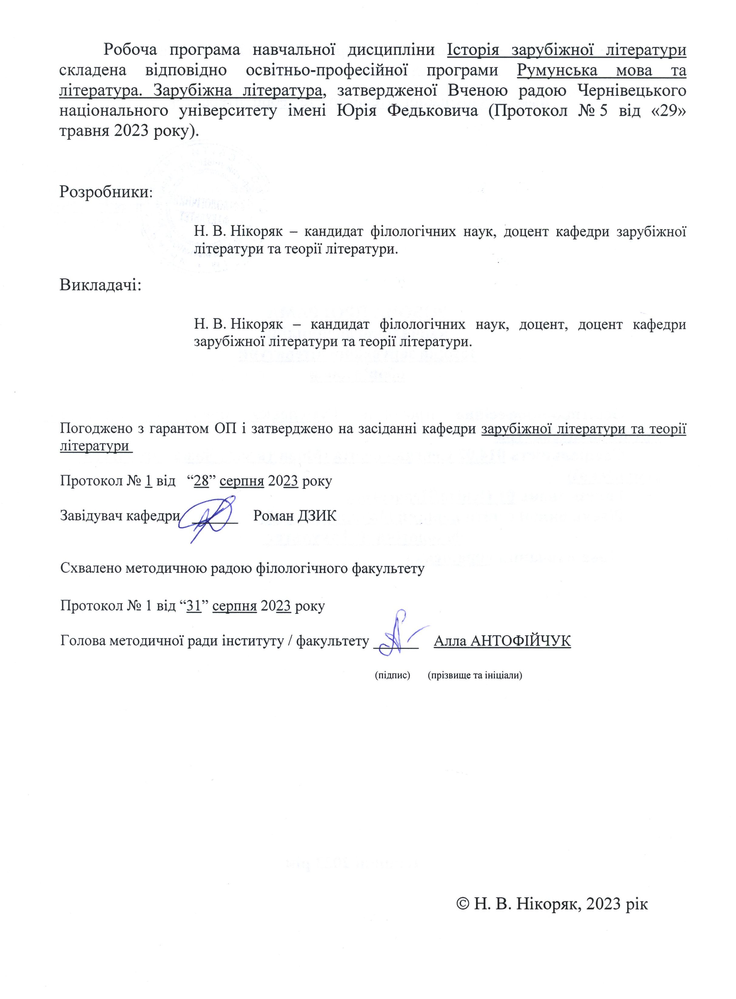 Робоча програма навчальної дисципліни Історія зарубіжної літератури
складена відповідно освітньо-професійної програми Румунська мова та
література. Зарубіжна література, затвердженої Вченою радою Чернівецького
національного університету імені Юрія Федьковича (Протокол № 5 від «29»
травня 2023 року).
Розробники:
Н. В. Нікоряк – кандидат філологічних наук, доцент кафедри зарубіжної
літератури та теорії літератури.
Викладачі:
Н. В. Нікоряк – кандидат філологічних наук, доцент, доцент кафедри
зарубіжної літератури та теорії літератури.
Погоджено з гарантом ОП і затверджено на засіданні кафедри зарубіжної літератури та теорії
літератури
Протокол № 1 від “28” серпня 2023 року
Завідувач кафедри ______ Роман ДЗИК
Схвалено методичною радою філологічного факультету
Протокол № 1 від “31” серпня 2023 року
Голова методичної ради інституту / факультету ______ Алла АНТОФІЙЧУК
(підпис) (прізвище та ініціали)
© Н. В. Нікоряк, 2023 рік